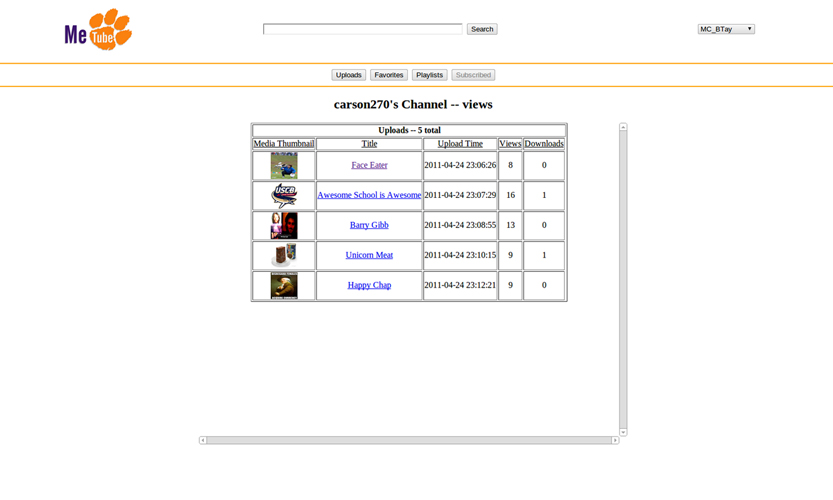 Me Tube
Search
MC_BTay
Uploads Favorites Playlists Subscribed
carson270's Channel -- views
Uploads -- 5 total
Media Thumbnail Title Upload Time Views Downloads
Face Eater 2011-04-24 23:06:26 8 0
USCB
Awesome School is Awesome 2011-04-24 23:07:29 16 1
Barry Gibb 2011-04-24 23:08:55 13 0
Unicorn Meat 2011-04-24 23:10:15 9 1
Happy Chap 2011-04-24 23:12:21 9 0